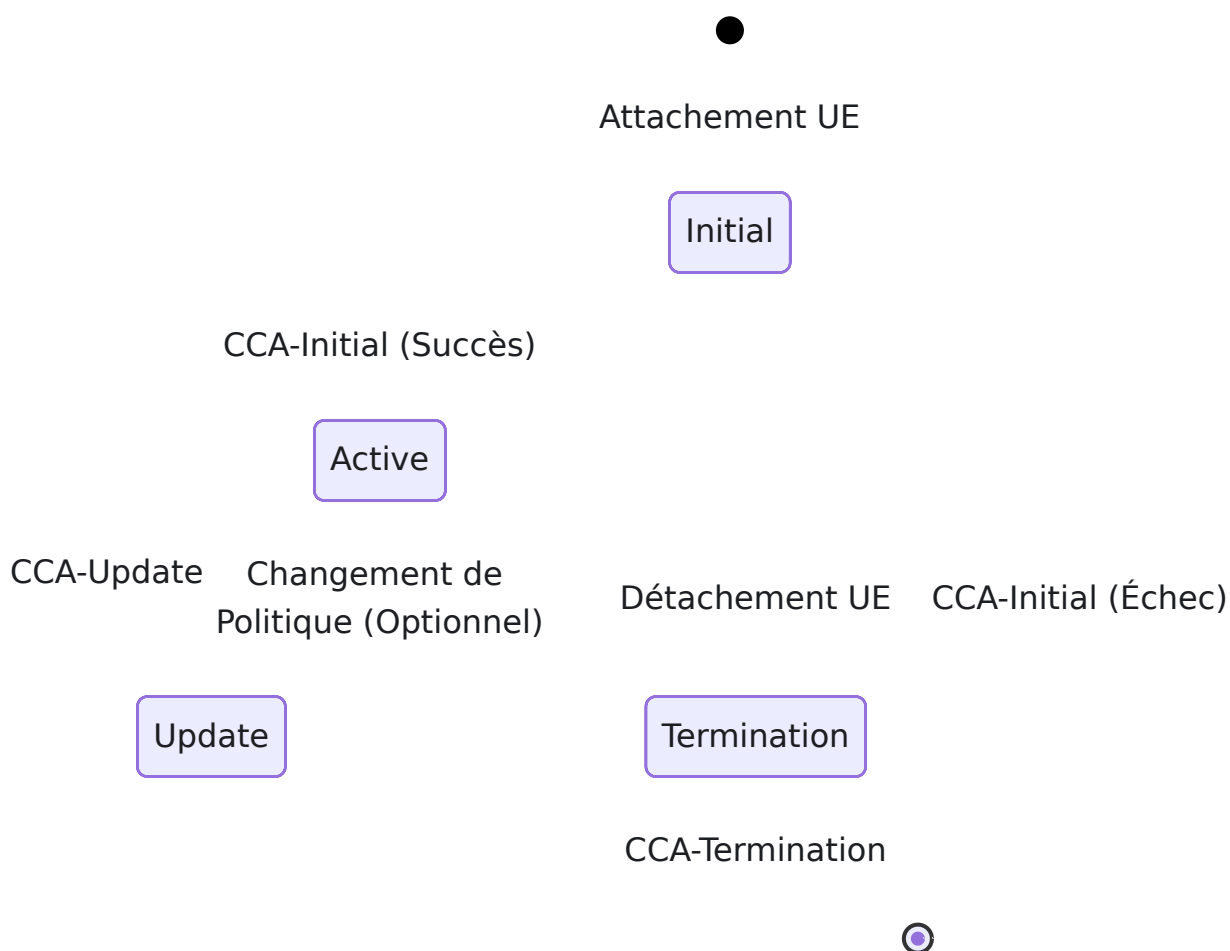 Attachement UE
Initial
CCA-Initial (Succès)
Active
CCA-Update
Changement de
Politique (Optionnel)
Détachement UE
CCA-Initial (Échec)
Update
Termination
CCA-Termination